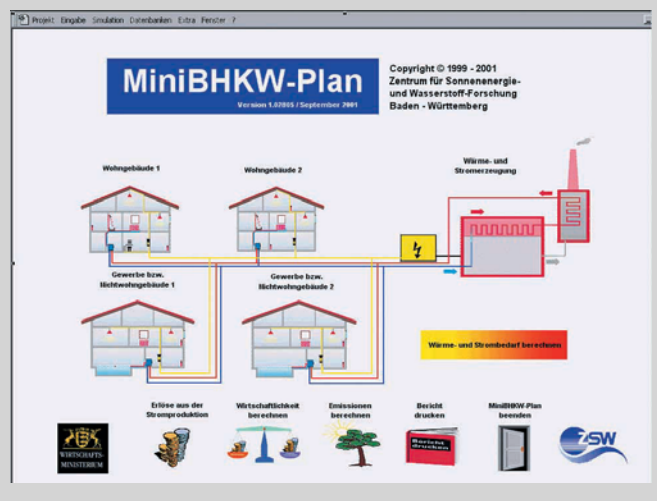 Projekt Eingabe Simulation Datenbanken Extra Fenster ?
MiniBHKW-Plan
Version 1.02B05 / September 2001
Copyright © 1999 - 2001
Zentrum für Sonnenenergie-
und Wasserstoff-Forschung
Baden - Württemberg
Wohngebäude 1
Wohngebäude 2
Wärme- und
Stromerzeugung
Gewerbe bzw.
Nichtwohngebäude 1
Gewerbe bzw.
Nichtwohngebäude 2
Wärme- und Strombedarf berechnen
Erlöse aus der
Stromproduktion
Wirtschaftlichkeit
berechnen
Emissionen
berechnen
Bericht
drucken
MiniBHKW-Plan
beenden
WIRTSCHAFTS-
MINISTERIUM
Bericht
drucken
ZSW